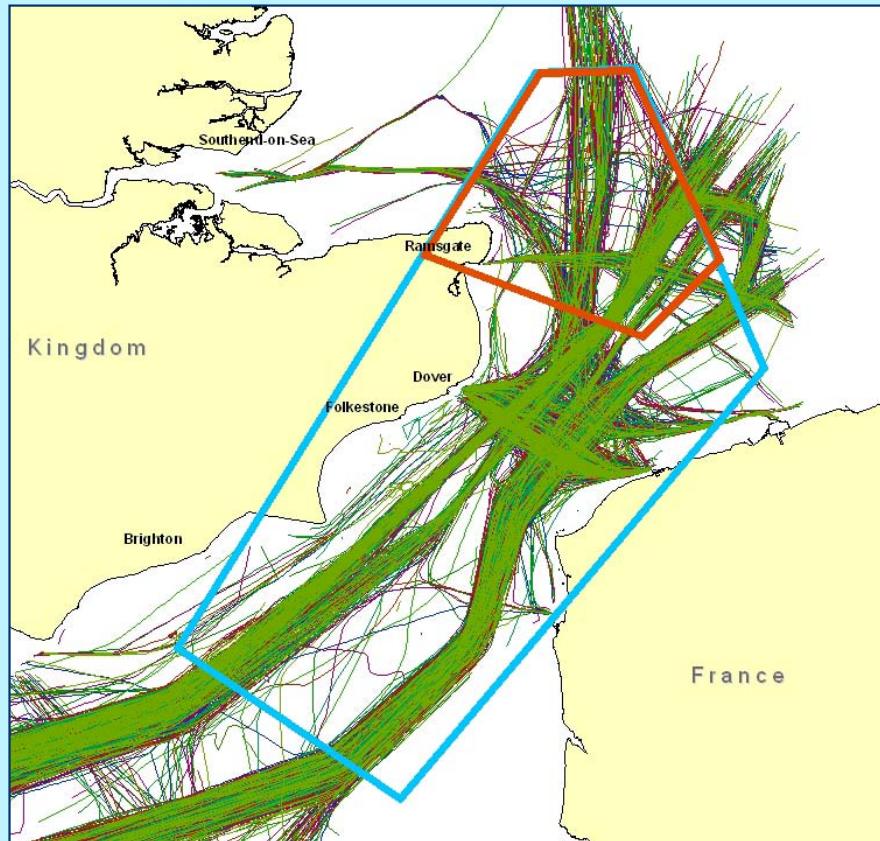 Southend-on-Sea
Ramsgate
Kingdom
Dover
Folkestone
Brighton
France